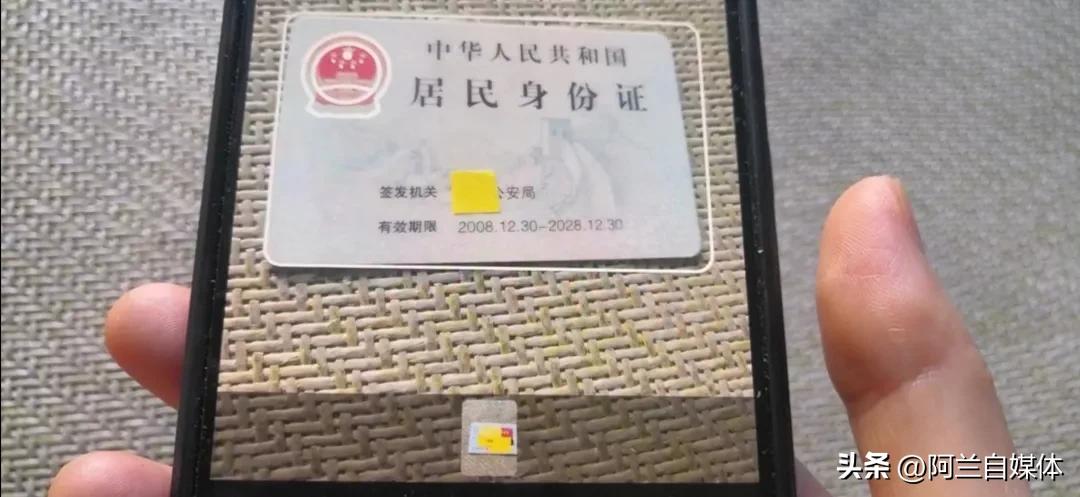 中华人民共和国
居民身份证
签发机关 公安局
有效期限 2008.12.30-2028.12.30
头条 @阿兰自媒体